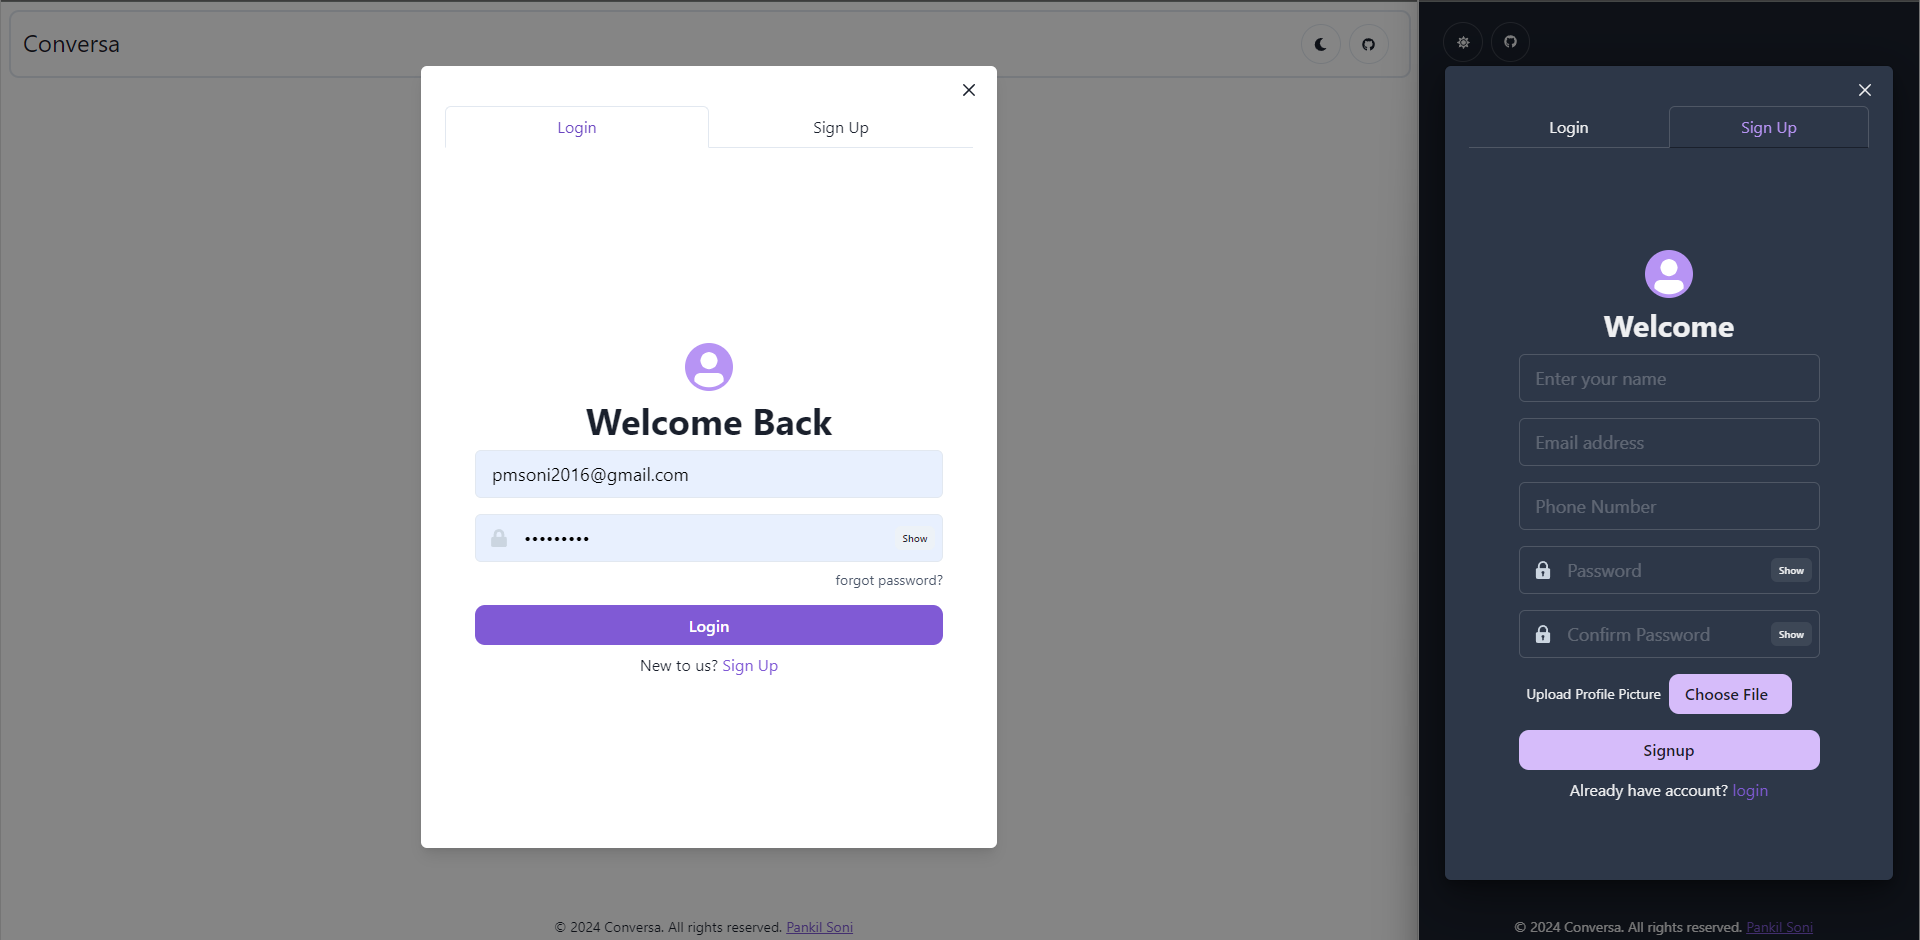 Conversa
Login
Sign Up
Welcome Back
pmsoni2016@gmail.com
•••••••••
Show
forgot password?
Login
New to us? Sign Up
© 2024 Conversa. All rights reserved. Pankil Soni
Login
Sign Up
Welcome
Enter your name
Email address
Phone Number
Password
Show
Confirm Password
Show
Upload Profile Picture
Choose File
Signup
Already have account? login
© 2024 Conversa. All rights reserved. Pankil Soni